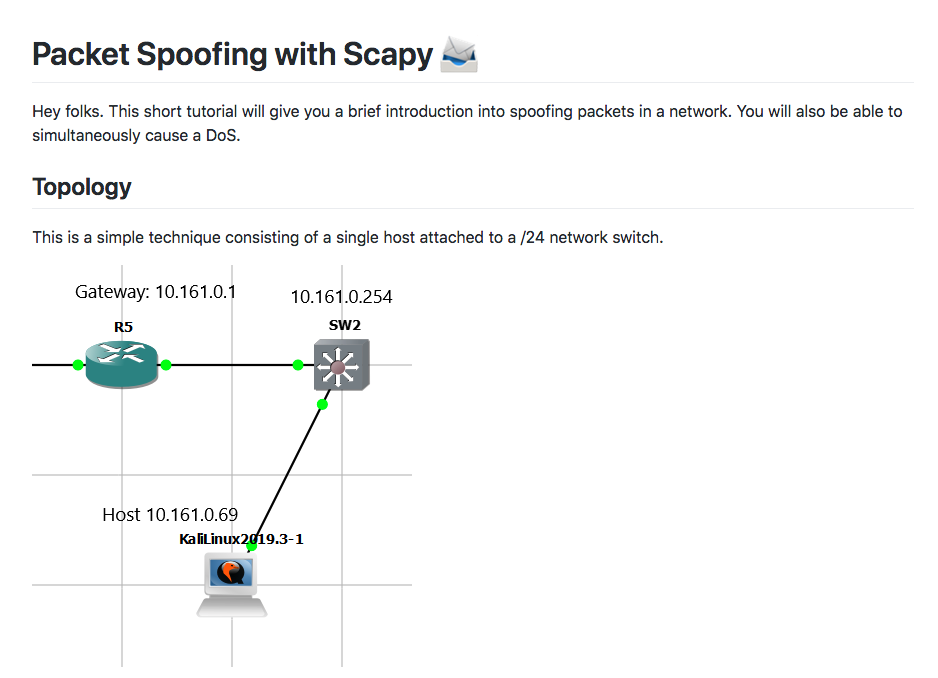 Packet Spoofing with Scapy
Hey folks. This short tutorial will give you a brief introduction into spoofing packets in a network. You will also be able to
simultaneously cause a DoS.
Topology
This is a simple technique consisting of a single host attached to a /24 network switch.
Gateway: 10.161.0.1
10.161.0.254
R5
SW2
Host 10.161.0.69
KaliLinux2019.3-1